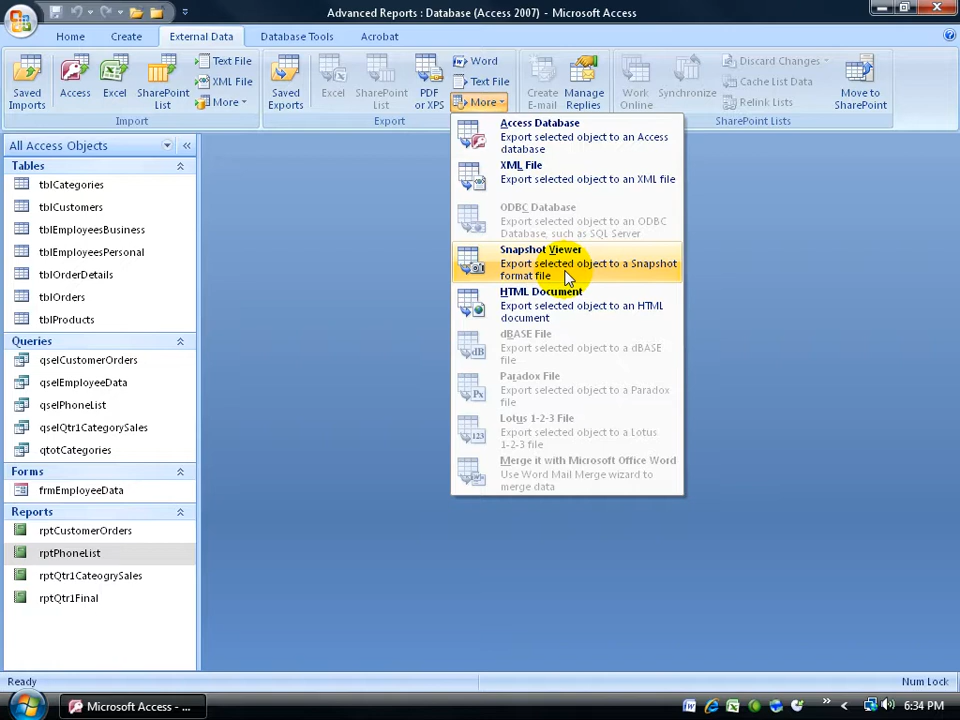 Advanced Reports : Database (Access 2007) - Microsoft Access
Home Create External Data Database Tools Acrobat
Saved Imports
Access
Excel
SharePoint List
Text File
XML File
More
Import
Saved Exports
Excel
SharePoint List
PDF or XPS
Word
Text File
More
Export
Create E-mail
Manage Replies
Work Online
Synchronize
Discard Changes
Cache List Data
Relink Lists
Move to SharePoint
SharePoint Lists
All Access Objects
Tables
tblCategories
tblCustomers
tblEmployeesBusiness
tblEmployeesPersonal
tblOrderDetails
tblOrders
tblProducts
Queries
qselCustomerOrders
qselEmployeeData
qselPhoneList
qselQtr1CategorySales
qtotCategories
Forms
frmEmployeeData
Reports
rptCustomerOrders
rptPhoneList
rptQtr1CateogrySales
rptQtr1Final
Access Database
Export selected object to an Access
database
XML File
Export selected object to an XML file
ODBC Database
Export selected object to an ODBC
Database, such as SQL Server
Snapshot Viewer
Export selected object to a Snapshot
format file
HTML Document
Export selected object to an HTML
document
dBASE File
Export selected object to a dBASE
file
Paradox File
Export selected object to a Paradox
file
Lotus 1-2-3 File
Export selected object to a Lotus
1-2-3 file
Merge it with Microsoft Office Word
Use Word Mail Merge wizard to
merge data
Ready
Num Lock
Microsoft Access - ...
6:34 PM